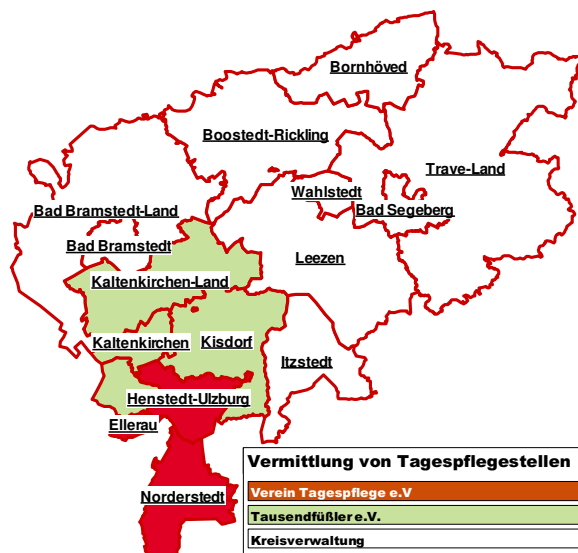 Bornhöved
Boostedt-Rickling
Trave-Land
Wahlstedt
Bad Segeberg
Bad Bramstedt-Land
Bad Bramstedt
Leezen
Kaltenkirchen-Land
Kaltenkirchen
Kisdorf
Itzstedt
Henstedt-Ulzburg
Ellerau
Norderstedt
Vermittlung von Tagespflegestellen
Verein Tagespflege e.V
Tausendfüßler e.V.
Kreisverwaltung